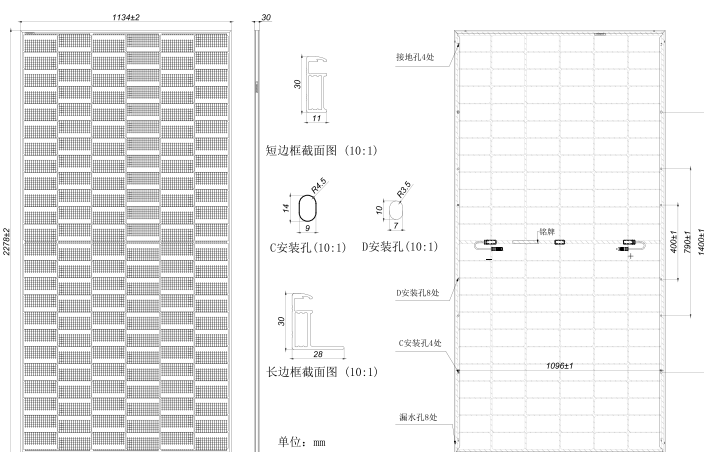 1134±2
30
接地孔4处
30
11
短边框截面图 (10:1)
R4.5
R3.5
14
10
9
7
C安装孔(10:1)
D安装孔(10:1)
2278±2
铭牌
400±1
790±1
1400±1
－
+
D安装孔8处
30
28
C安装孔4处
1096±1
长边框截面图 (10:1)
漏水孔8处
单位: mm